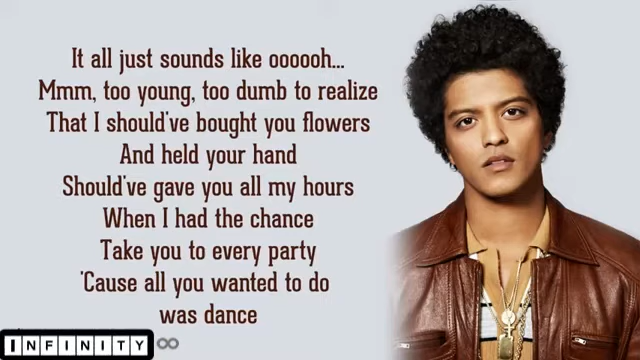 It all just sounds like oooooh...
Mmm, too young, too dumb to realize
That I should've bought you flowers
And held your hand
Should've gave you all my hours
When I had the chance
Take you to every party
'Cause all you wanted to do
was dance
INFINITY ∞